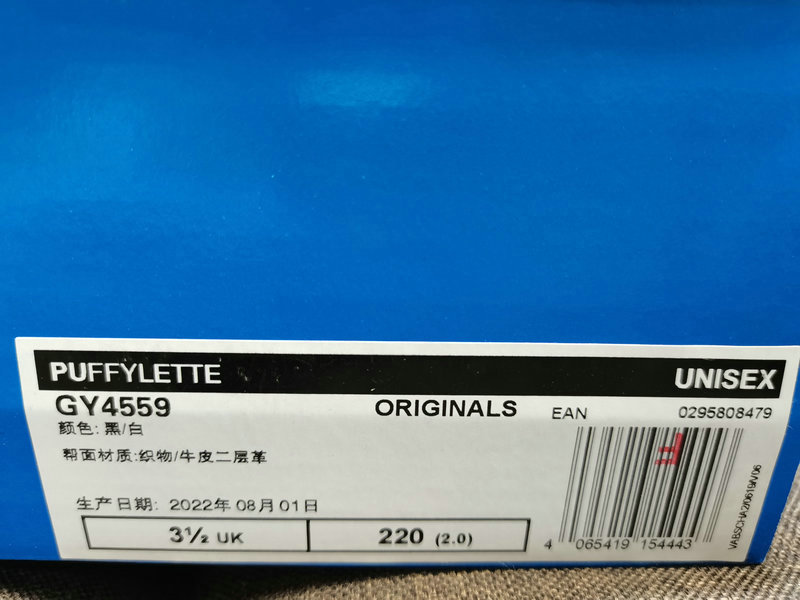 PUFFYLETTE UNISEX
GY4559 ORIGINALS EAN 0295808479
颜色: 黑/白
帮面材质:织物/牛皮二层革
生产日期: 2022年08月01日
3½ UK 220 (2.0)
4 065419 154443